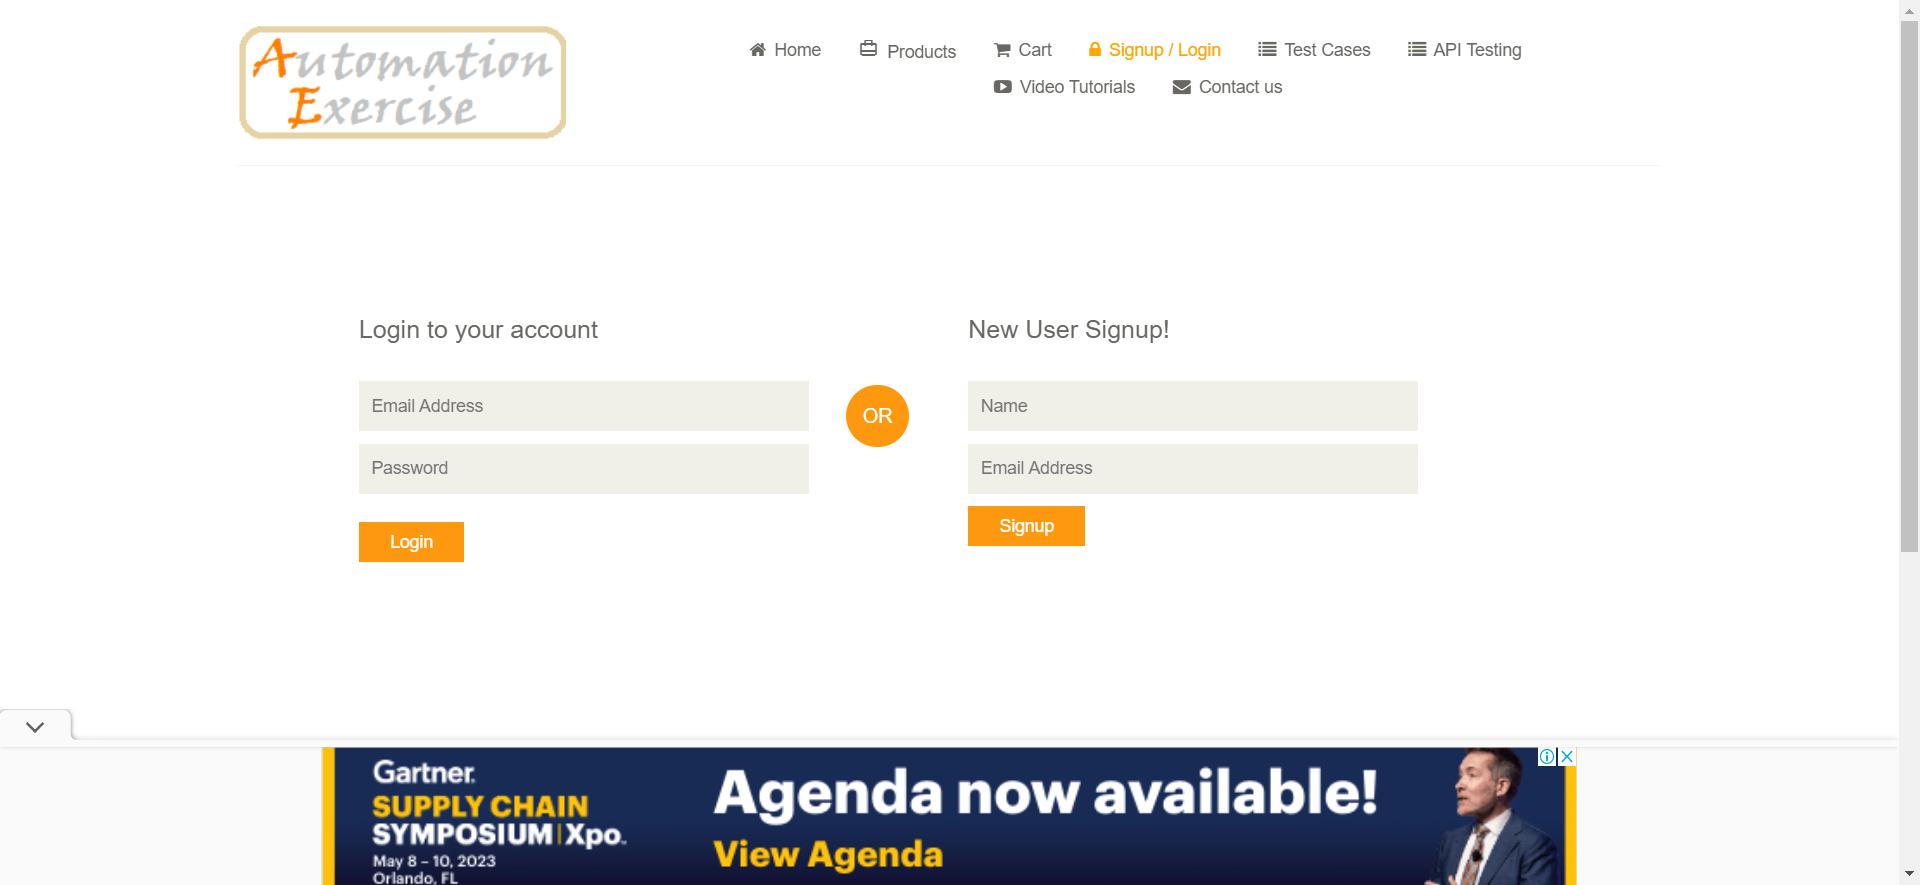 Automation
Exercise
Home Products Cart Signup / Login Test Cases API Testing
Video Tutorials Contact us
Login to your account
Email Address
Password
Login
OR
New User Signup!
Name
Email Address
Signup
Gartner
SUPPLY CHAIN
SYMPOSIUM | Xpo™
May 8 – 10, 2023
Orlando, FL
Agenda now available!
View Agenda